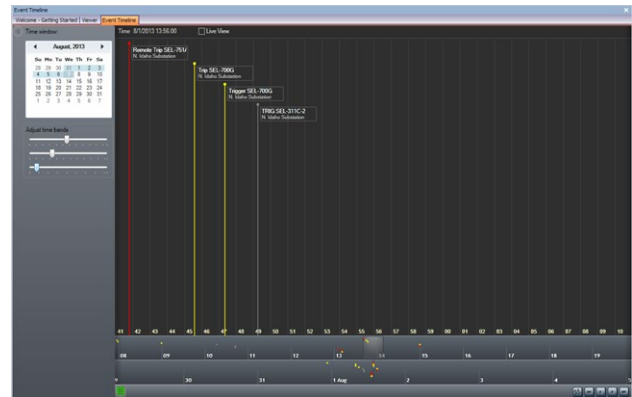 Event Timeline
Welcome - Getting Started Viewer Event Timeline
Time window:
Time 8/1/2013 13:56:00 Live View
August, 2013
Su Mo Tu We Th Fr Sa
28 29 30 31 1 2 3
4 5 6 7 8 9 10
11 12 13 14 15 16 17
18 19 20 21 22 23 24
25 26 27 28 29 30 31
1 2 3 4 5 6 7
Adjust time bands
Remote Trip SEL-751A
N. Idaho Substation
Trip SEL-700G
N. Idaho Substation
Trigger SEL-700G
N. Idaho Substation
TRIG SEL-311C-2
N. Idaho Substation
41 42 43 44 45 46 47 48 49 50 51 52 53 54 55 56 57 58 59 00 01 02 03 04 05 06 07 08 09 10
08 09 10 11 12 13 14 15 16 17 18 19
30 31 1 Aug 2 3 4